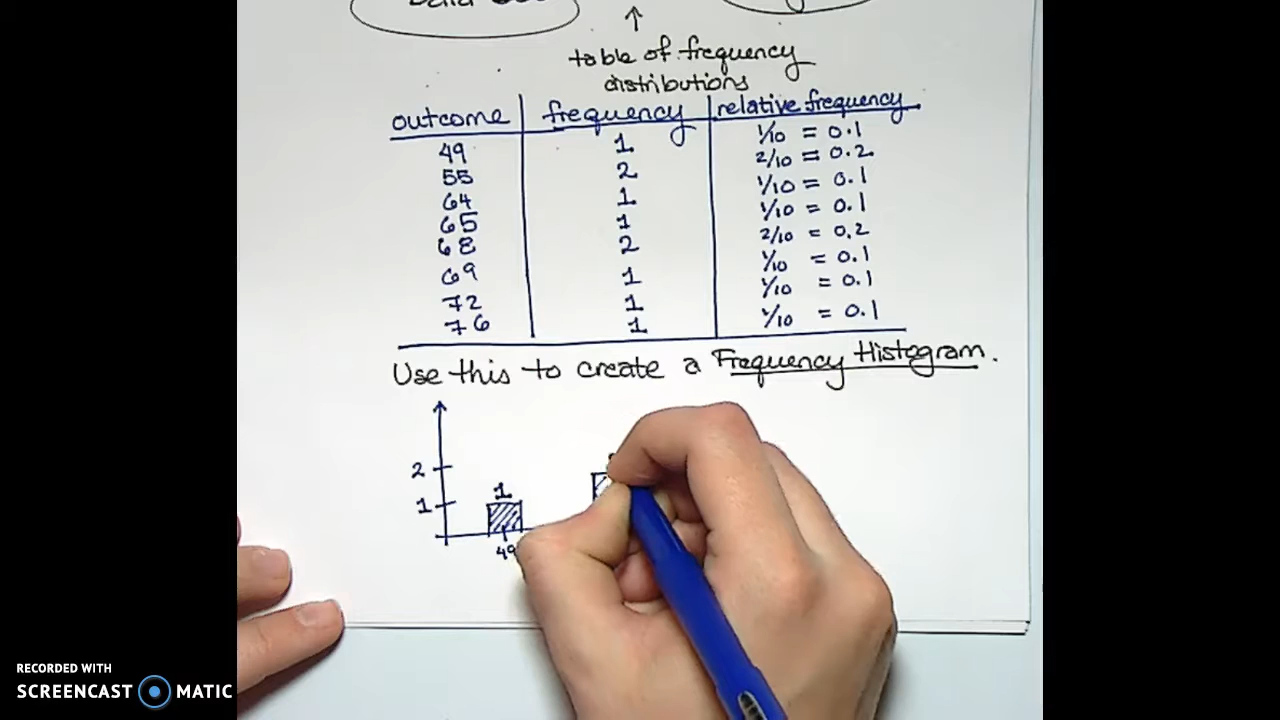 table of frequency
distributions
outcome frequency relative frequency
49 1 1/10 = 0.1
55 2 2/10 = 0.2
64 1 1/10 = 0.1
65 1 1/10 = 0.1
68 2 2/10 = 0.2
69 1 1/10 = 0.1
72 1 1/10 = 0.1
76 1 1/10 = 0.1
Use this to create a Frequency Histogram.
2
1
1
49
RECORDED WITH
SCREENCAST MATIC